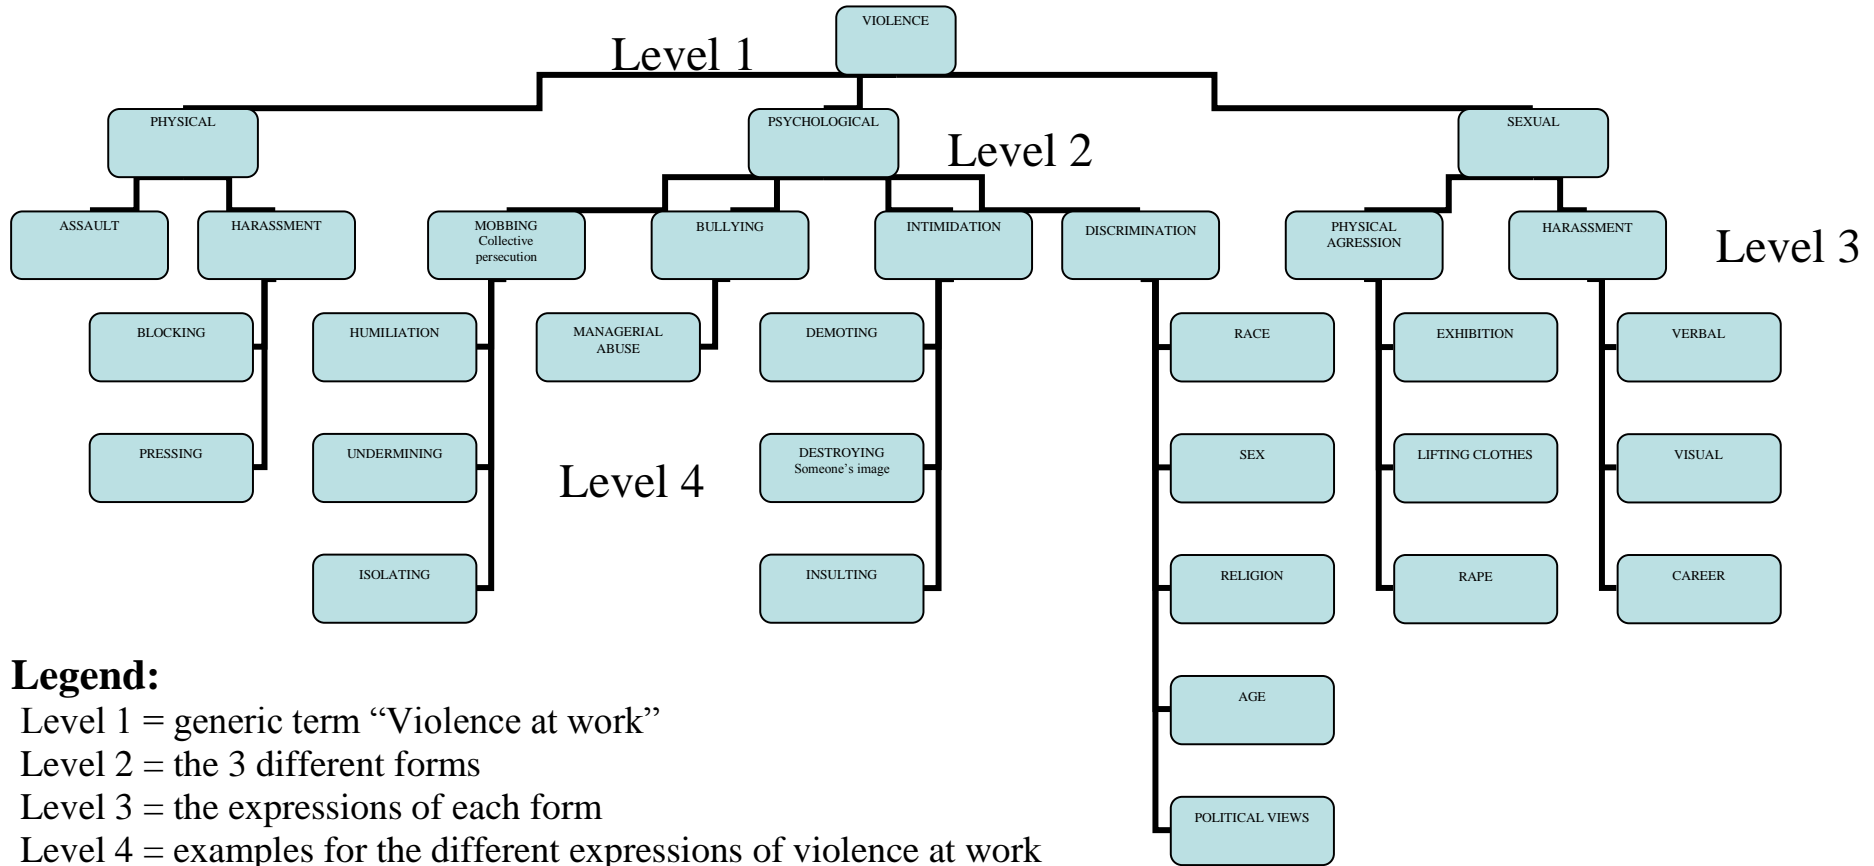 VIOLENCE
Level 1
PHYSICAL
PSYCHOLOGICAL
SEXUAL
Level 2
ASSAULT
HARASSMENT
MOBBING
Collective
persecution
BULLYING
INTIMIDATION
DISCRIMINATION
PHYSICAL
AGRESSION
HARASSMENT
Level 3
BLOCKING
HUMILIATION
MANAGERIAL
ABUSE
DEMOTING
RACE
EXHIBITION
VERBAL
PRESSING
UNDERMINING
Level 4
DESTROYING
Someone’s image
SEX
LIFTING CLOTHES
VISUAL
ISOLATING
INSULTING
RELIGION
RAPE
CAREER
AGE
POLITICAL VIEWS
Legend:
Level 1 = generic term “Violence at work”
Level 2 = the 3 different forms
Level 3 = the expressions of each form
Level 4 = examples for the different expressions of violence at work